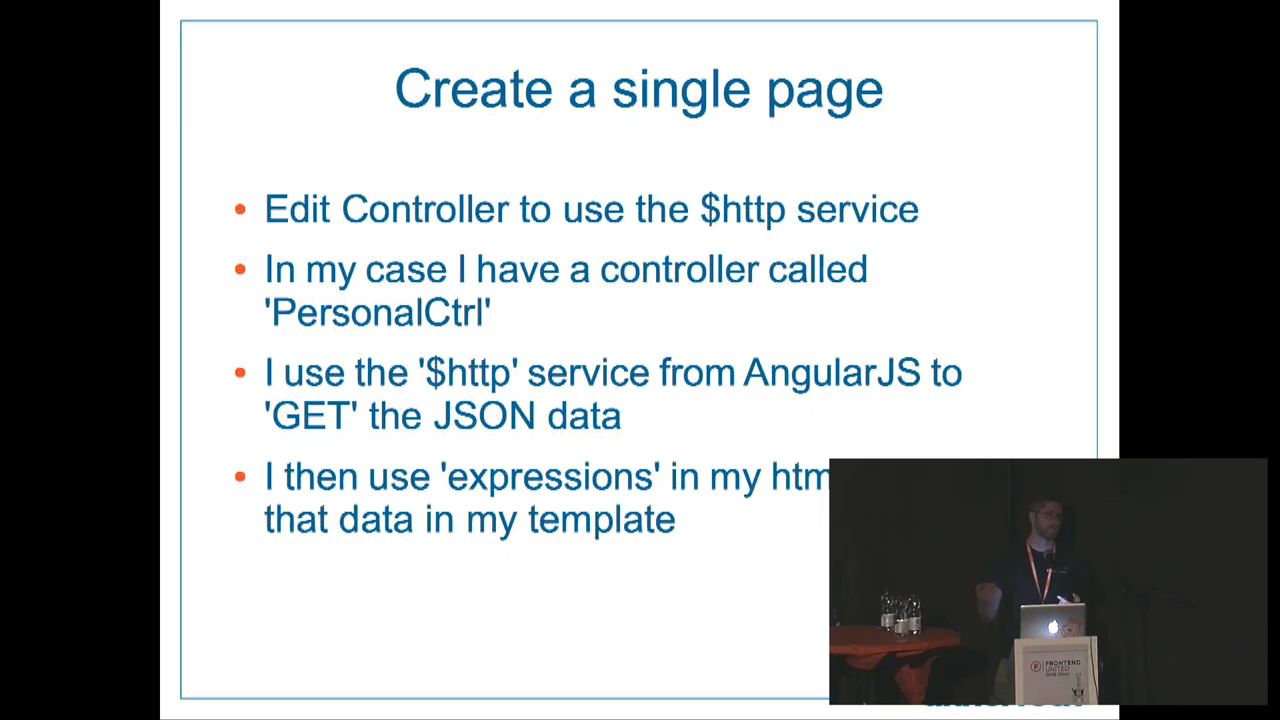 Create a single page
Edit Controller to use the $http service
In my case I have a controller called
'PersonalCtrl'
I use the '$http' service from AngularJS to
'GET' the JSON data
I then use 'expressions' in my
that data in my template
FRONTEND
UNITED